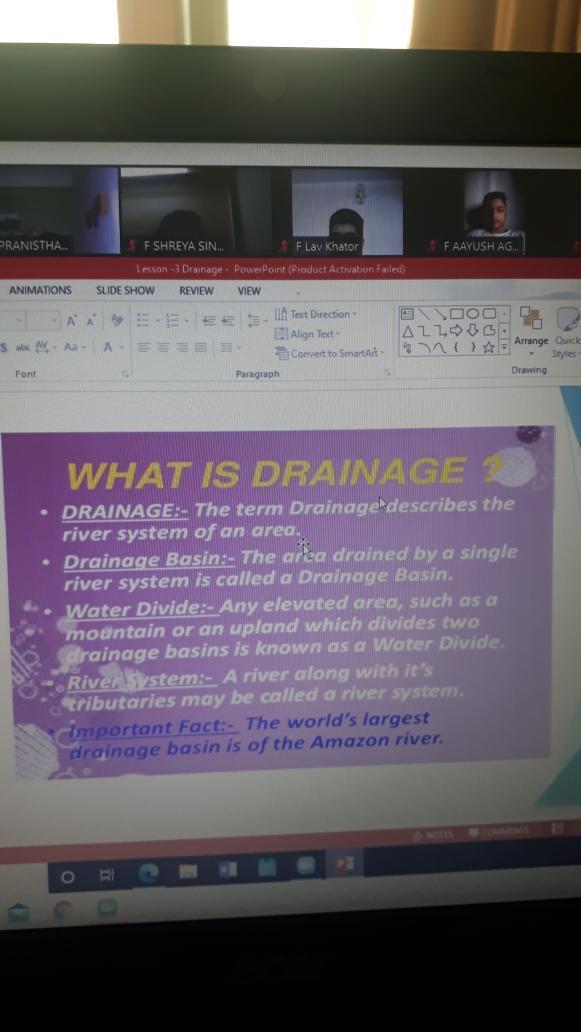 PRANISTHA...
F SHREYA SIN...
F Lav Khator
F AAYUSH AG...
Lesson -3 Drainage - PowerPoint (Product Activation Failed)
ANIMATIONS SLIDE SHOW REVIEW VIEW
Text Direction
Align Text
Convert to SmartArt
S abc AV Aa A
Arrange
Quick
Styles
Font Paragraph Drawing
WHAT IS DRAINAGE ?
• DRAINAGE:- The term Drainage describes the
river system of an area.
• Drainage Basin:- The area drained by a single
river system is called a Drainage Basin.
• Water Divide:- Any elevated area, such as a
mountain or an upland which divides two
drainage basins is known as a Water Divide.
• River System:- A river along with it's
tributaries may be called a river system.
• Important Fact:- The world's largest
drainage basin is of the Amazon river.
NOTES COMMENTS